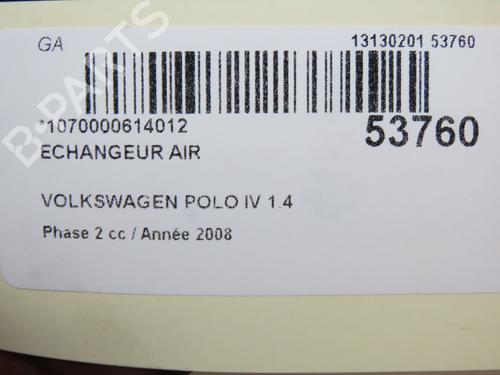 GA
13130201 53760
*1070000614012
53760
ECHANGEUR AIR
VOLKSWAGEN POLO IV 1.4
Phase 2 cc / Année 2008
B-PARTS